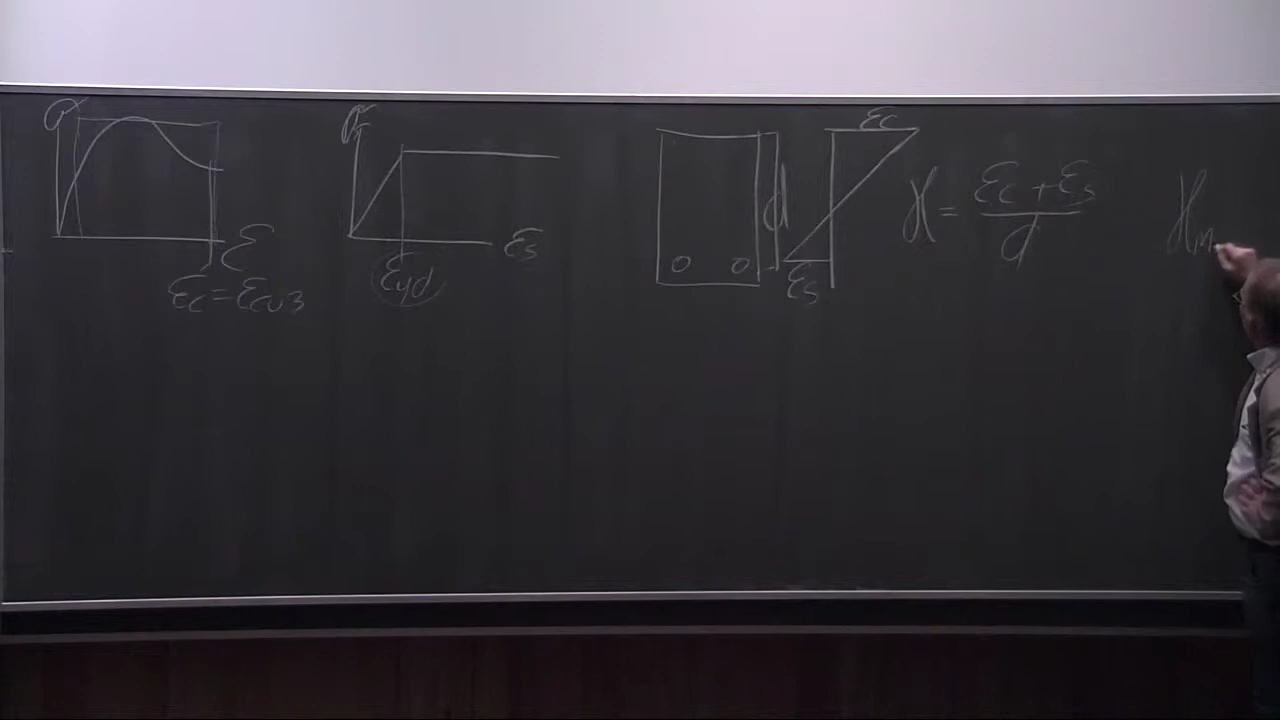 σ
ε
εc = εcu3
σ
εs
εyd
d
εc
εs
χ = εc + εs / d
χm